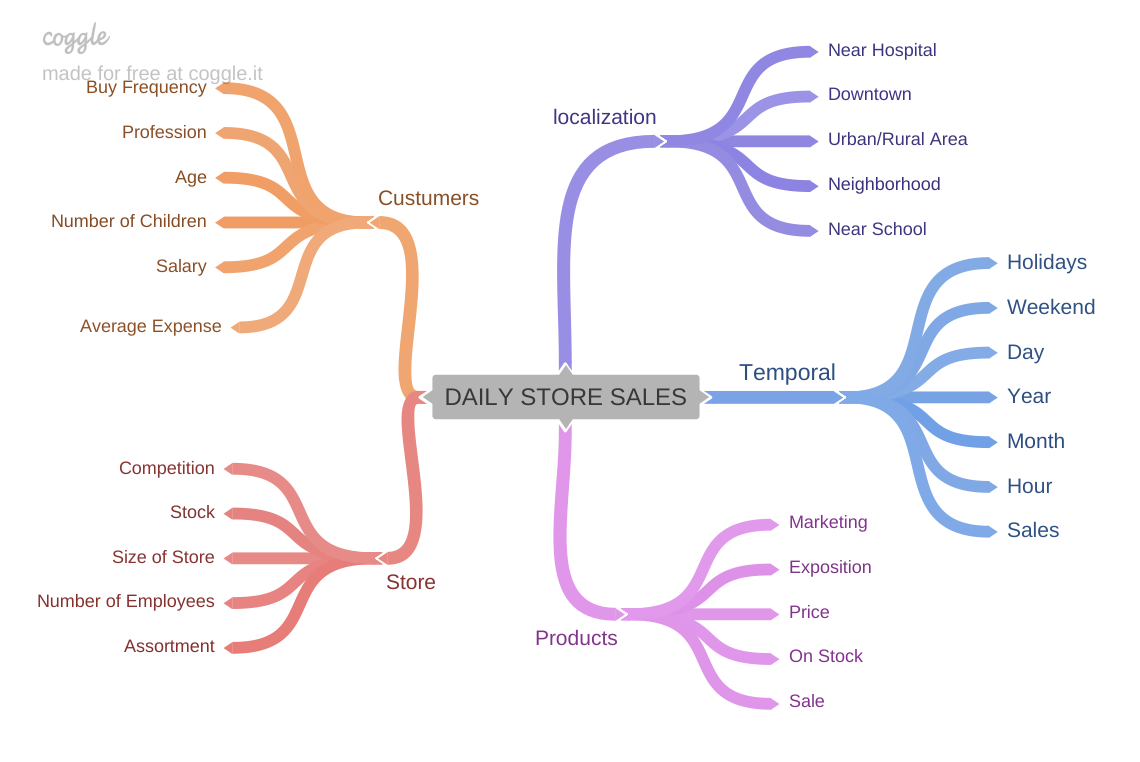 coggle
made for free at coggle.it
Buy Frequency
Profession
Age
Number of Children
Salary
Average Expense
Custumers
localization
Near Hospital
Downtown
Urban/Rural Area
Neighborhood
Near School
DAILY STORE SALES
Temporal
Holidays
Weekend
Day
Year
Month
Hour
Sales
Competition
Stock
Size of Store
Number of Employees
Assortment
Store
Products
Marketing
Exposition
Price
On Stock
Sale